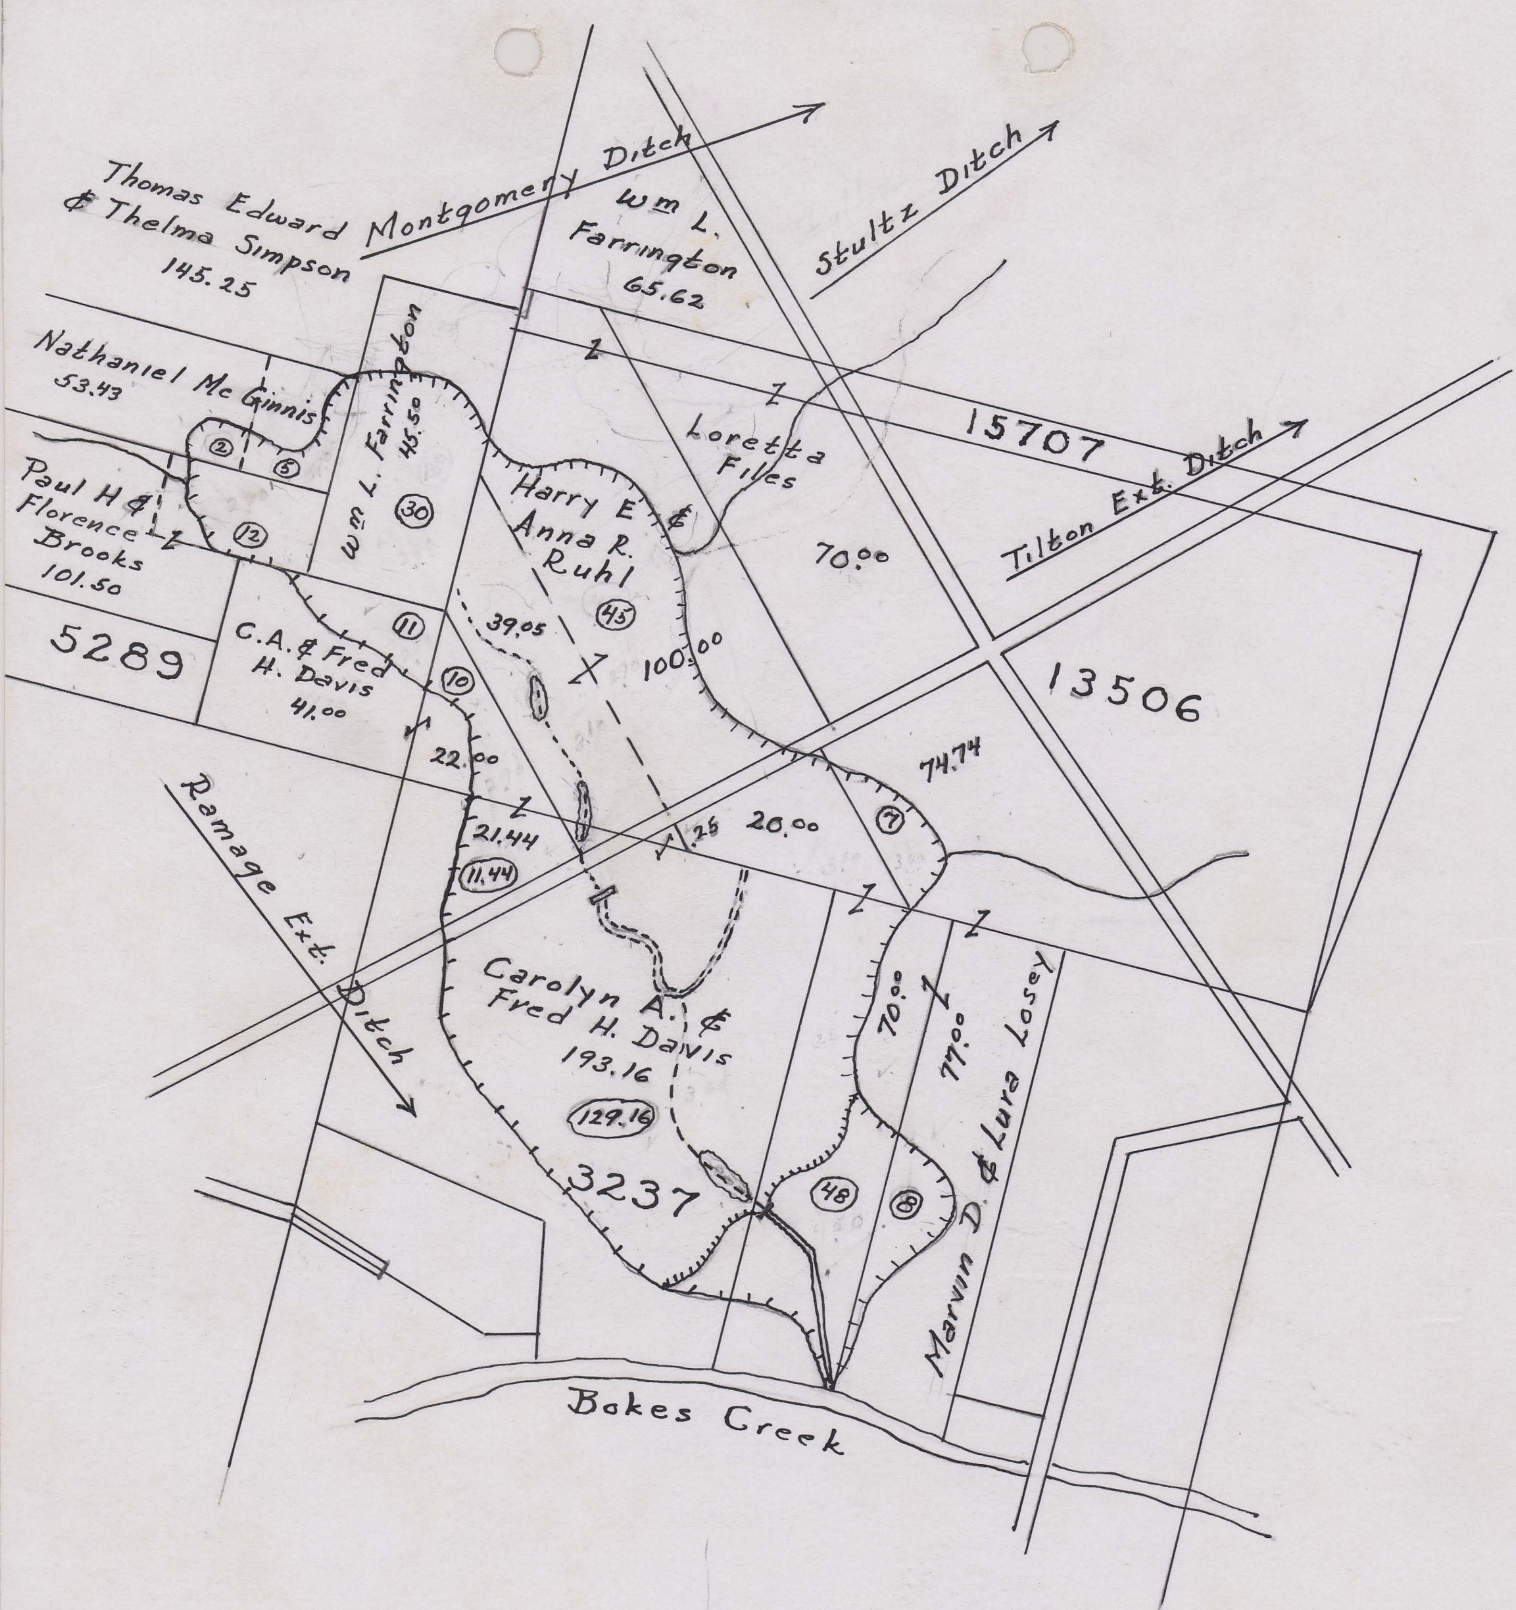 Montgomery Ditch
Stultz Ditch
Thomas Edward
& Thelma Simpson
145.25
Wm L.
Farrington
65.62
Nathaniel McGinnis
53.43
Wm L. Farrington
45.50
30
2
5
12
Paul H &
Florence
Brooks
101.50
5289
C.A. & Fred
H. Davis
41.00
11
10
22.00
Harry E &
Anna R.
Ruhl
45
39.05
100.00
Loretta
Files
70.00
15707
Tilton Ext. Ditch
13506
74.74
7
20.00
.25
21.44
11.44
Ramage Ext. Ditch
Carolyn A. &
Fred H. Davis
193.16
129.16
3237
70.00
77.00
48
Marvin D. & Lura Losey
Bokes Creek